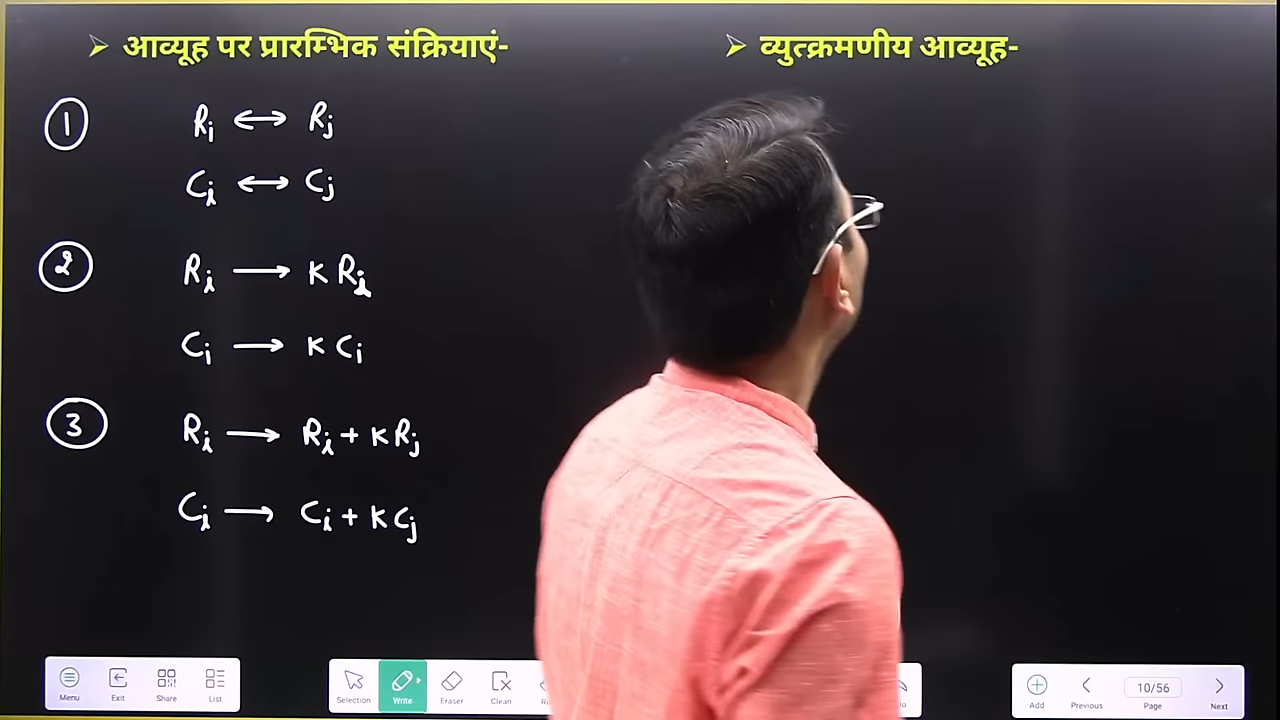 ➤ आव्यूह पर प्रारम्भिक संक्रियाएं-
① Ri ↔ Rj
Ci ↔ Cj
② Ri → K Ri
Ci → K Ci
③ Ri → Ri + K Rj
Ci → Ci + K Cj
➤ व्युत्क्रमणीय आव्यूह-
Menu Exit Share List
Selection Write Eraser Clean
Add Previous 10/56 Next
Page